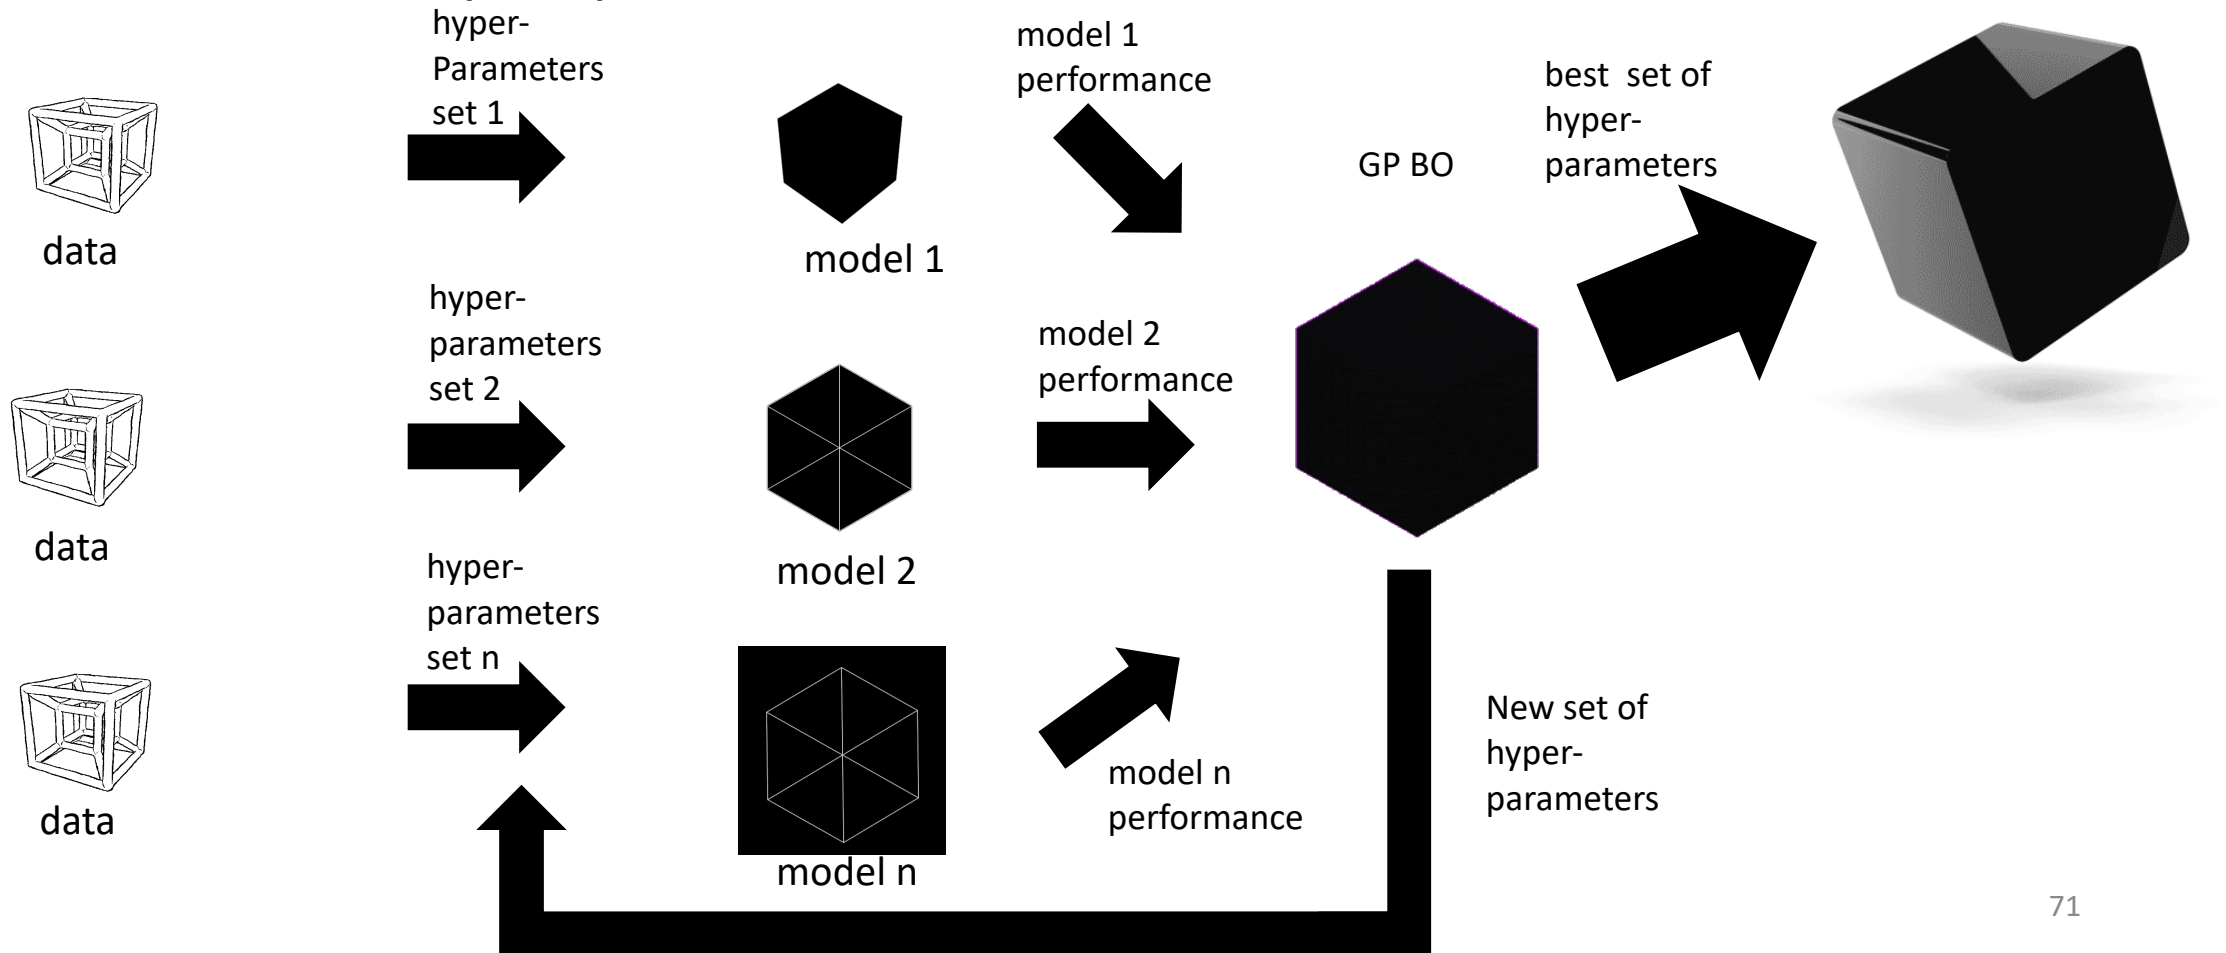 hyper-
Parameters
set 1
data
model 1
model 1
performance
GP BO
best set of
hyper-
parameters
hyper-
parameters
set 2
data
model 2
model 2
performance
hyper-
parameters
set n
data
model n
model n
performance
New set of
hyper-
parameters
71